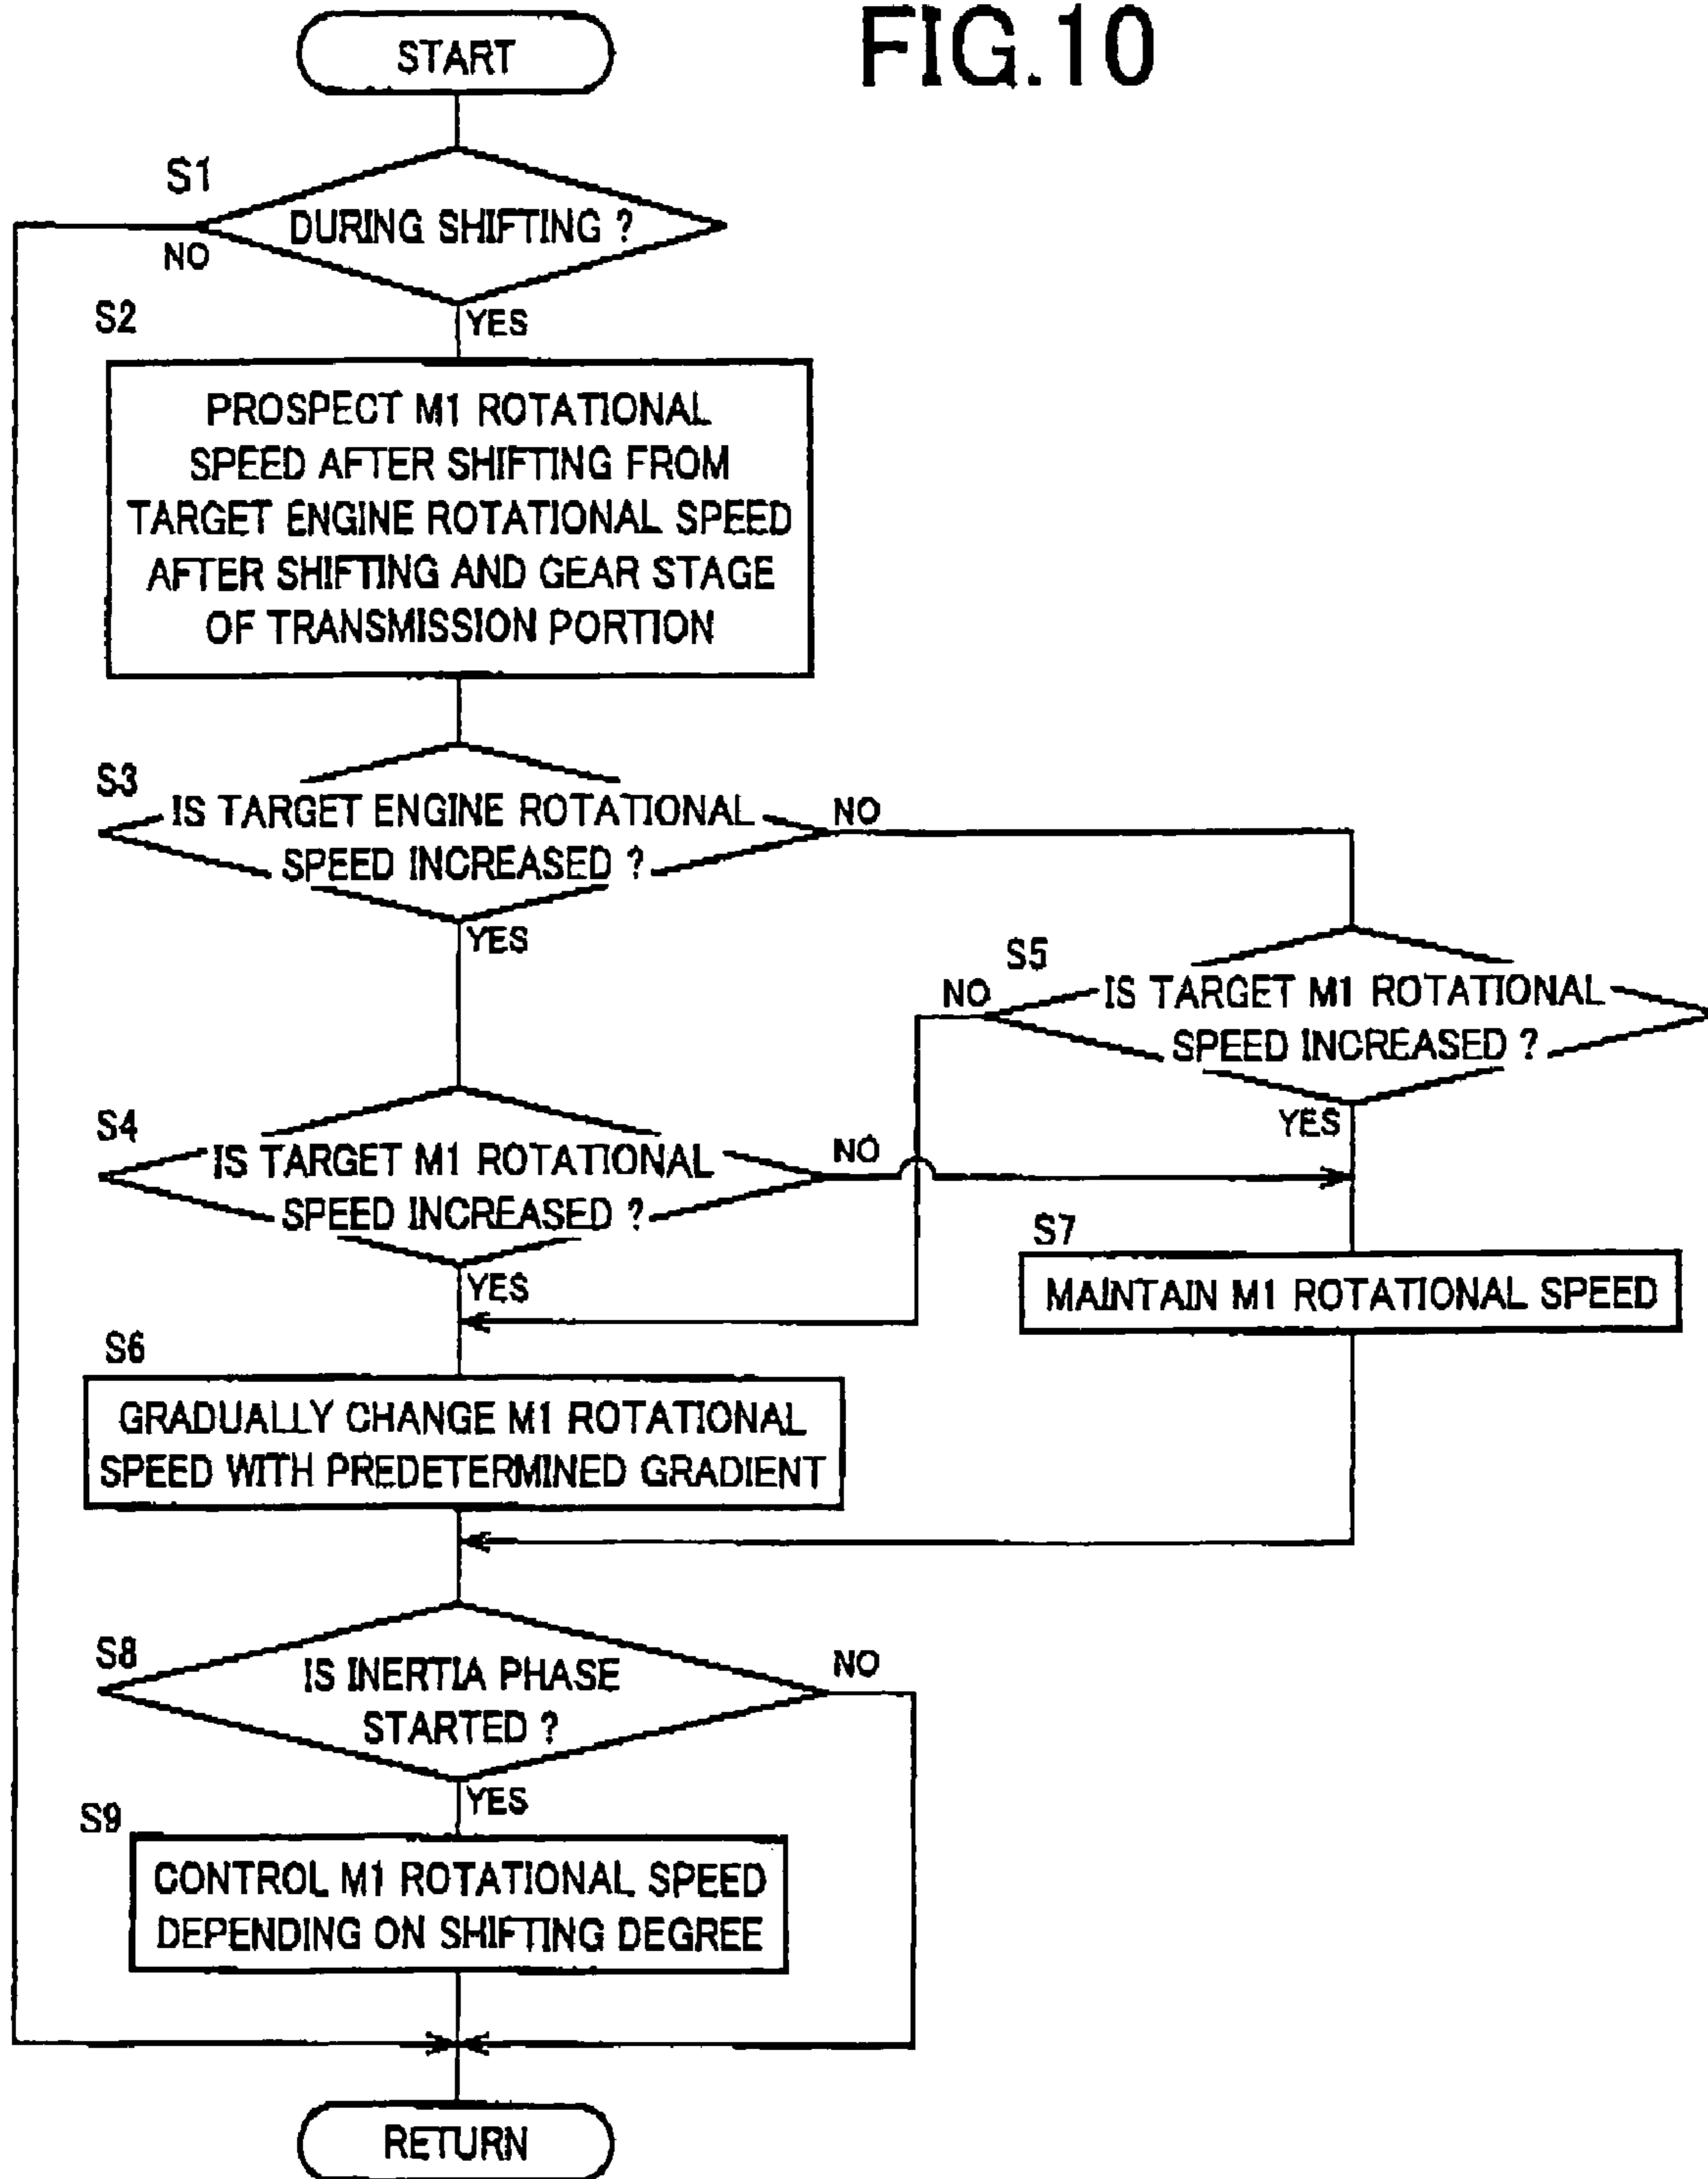 FIG.10
START
S1
DURING SHIFTING ?
NO
YES
S2
PROSPECT M1 ROTATIONAL
SPEED AFTER SHIFTING FROM
TARGET ENGINE ROTATIONAL SPEED
AFTER SHIFTING AND GEAR STAGE
OF TRANSMISSION PORTION
S3
IS TARGET ENGINE ROTATIONAL
SPEED INCREASED ?
NO
YES
S5
IS TARGET M1 ROTATIONAL
SPEED INCREASED ?
NO
YES
S4
IS TARGET M1 ROTATIONAL
SPEED INCREASED ?
NO
YES
S7
MAINTAIN M1 ROTATIONAL SPEED
S6
GRADUALLY CHANGE M1 ROTATIONAL
SPEED WITH PREDETERMINED GRADIENT
S8
IS INERTIA PHASE
STARTED ?
NO
YES
S9
CONTROL M1 ROTATIONAL SPEED
DEPENDING ON SHIFTING DEGREE
RETURN